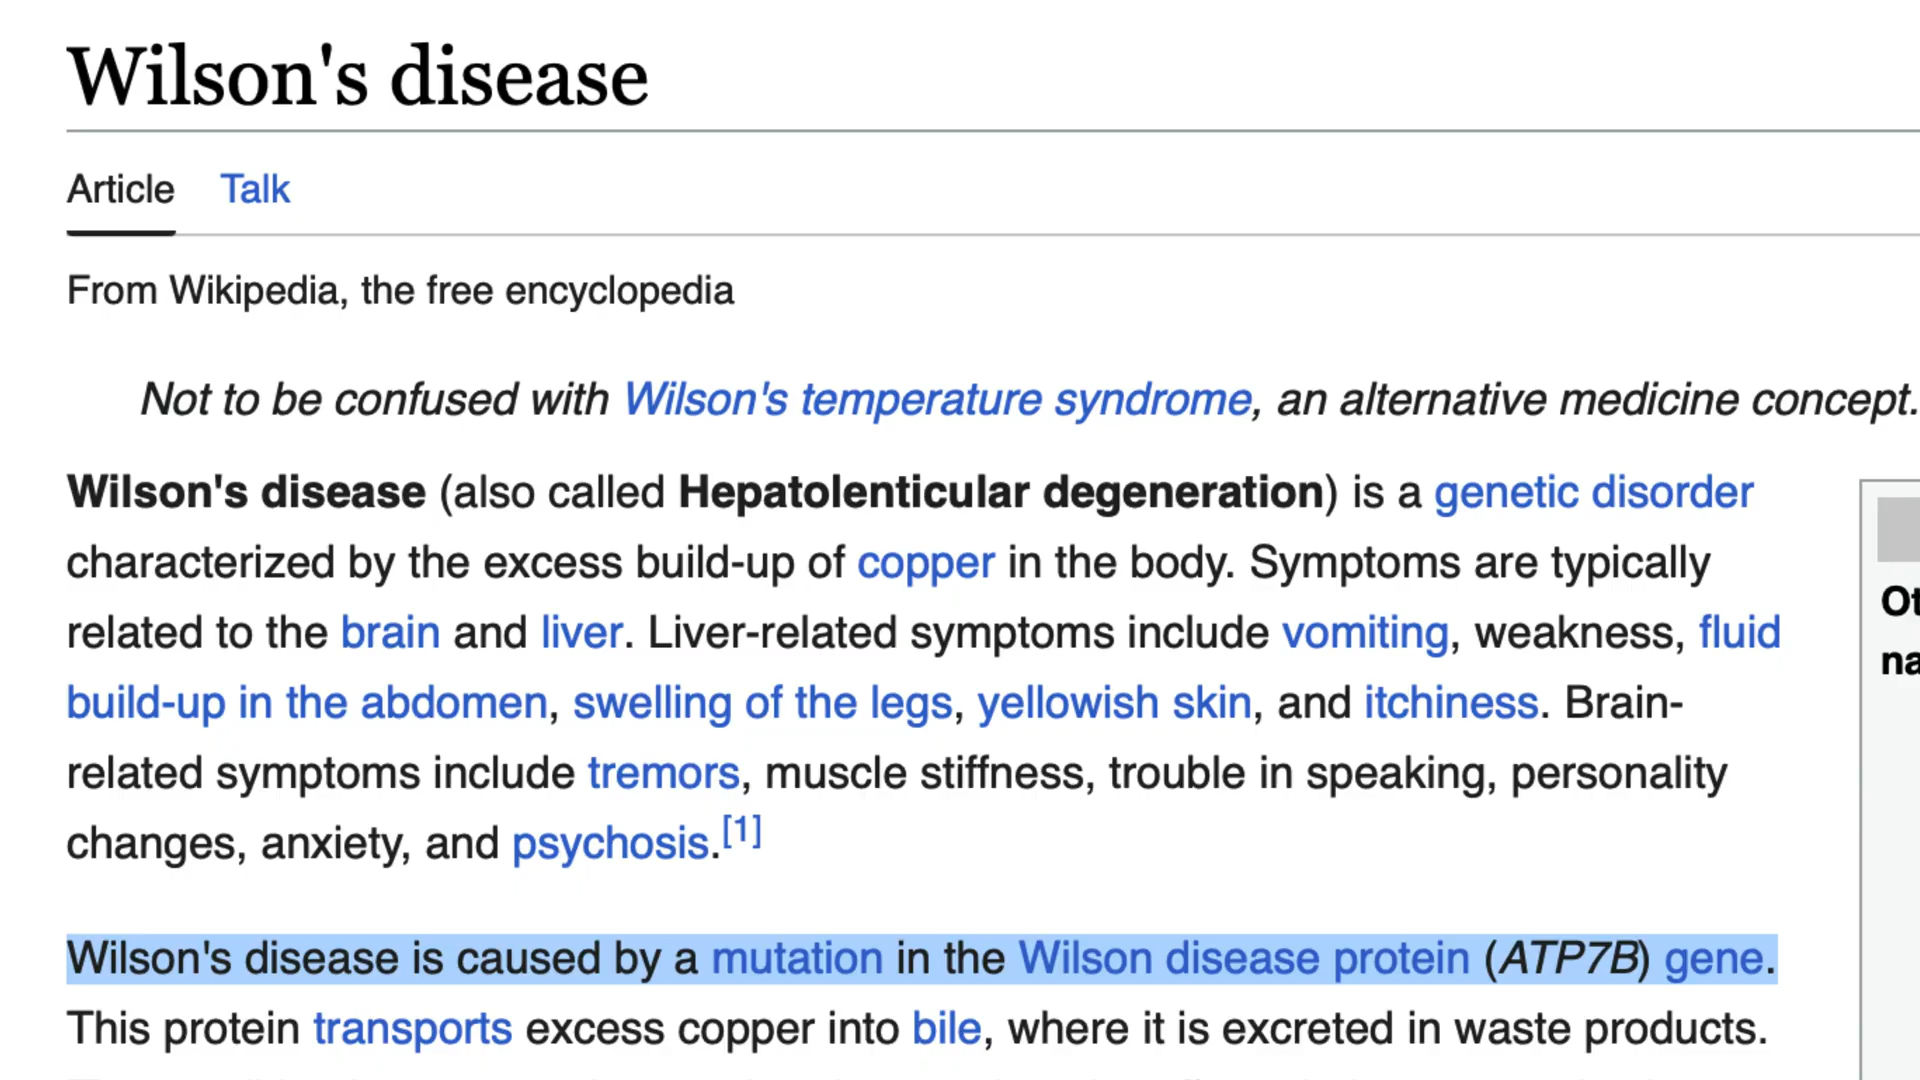 Wilson's disease
Article Talk
From Wikipedia, the free encyclopedia
Not to be confused with Wilson's temperature syndrome, an alternative medicine concept.
Wilson's disease (also called Hepatolenticular degeneration) is a genetic disorder
characterized by the excess build-up of copper in the body. Symptoms are typically
related to the brain and liver. Liver-related symptoms include vomiting, weakness, fluid
build-up in the abdomen, swelling of the legs, yellowish skin, and itchiness. Brain-
related symptoms include tremors, muscle stiffness, trouble in speaking, personality
changes, anxiety, and psychosis.[1]
Wilson's disease is caused by a mutation in the Wilson disease protein (ATP7B) gene.
This protein transports excess copper into bile, where it is excreted in waste products.
Ot
na